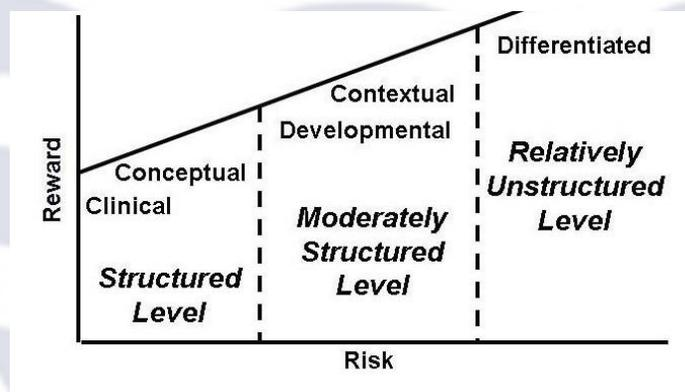 Differentiated
Contextual
Developmental
Conceptual
Clinical
Relatively
Unstructured
Level
Moderately
Structured
Level
Structured
Level
Reward
Risk